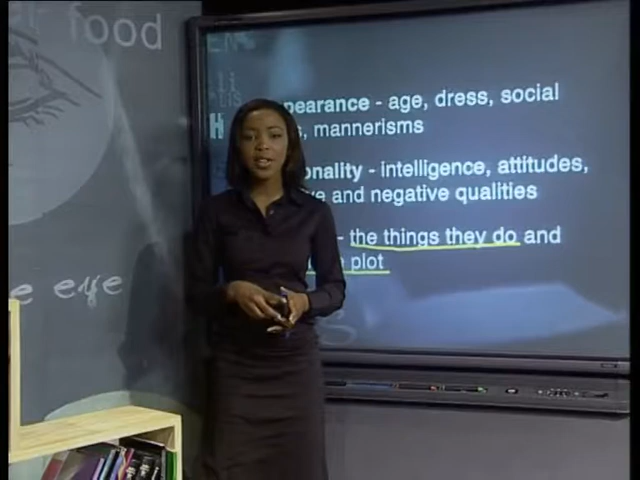 food
eye
pearance - age, dress, social
s, mannerisms
onality - intelligence, attitudes,
ve and negative qualities
- the things they do and
plot